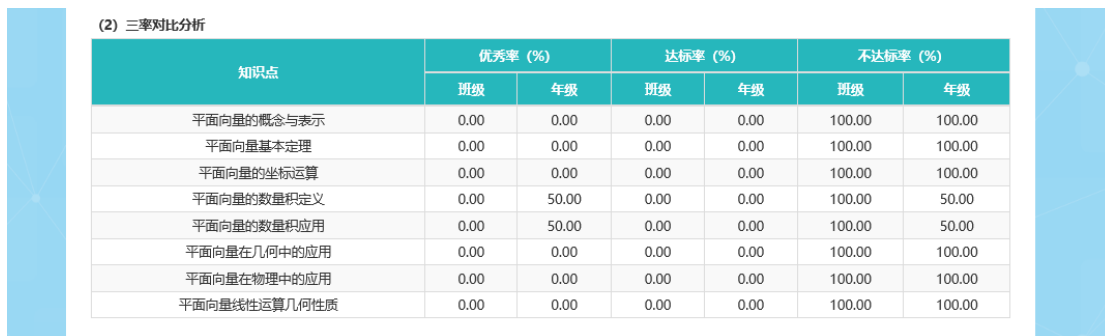 (2) 三率对比分析
知识点 优秀率 (%) 达标率 (%) 不达标率 (%)
班级 年级 班级 年级 班级 年级
平面向量的概念与表示 0.00 0.00 0.00 0.00 100.00 100.00
平面向量基本定理 0.00 0.00 0.00 0.00 100.00 100.00
平面向量的坐标运算 0.00 0.00 0.00 0.00 100.00 100.00
平面向量的数量积定义 0.00 50.00 0.00 0.00 100.00 50.00
平面向量的数量积应用 0.00 50.00 0.00 0.00 100.00 50.00
平面向量在几何中的应用 0.00 0.00 0.00 0.00 100.00 100.00
平面向量在物理中的应用 0.00 0.00 0.00 0.00 100.00 100.00
平面向量线性运算几何性质 0.00 0.00 0.00 0.00 100.00 100.00